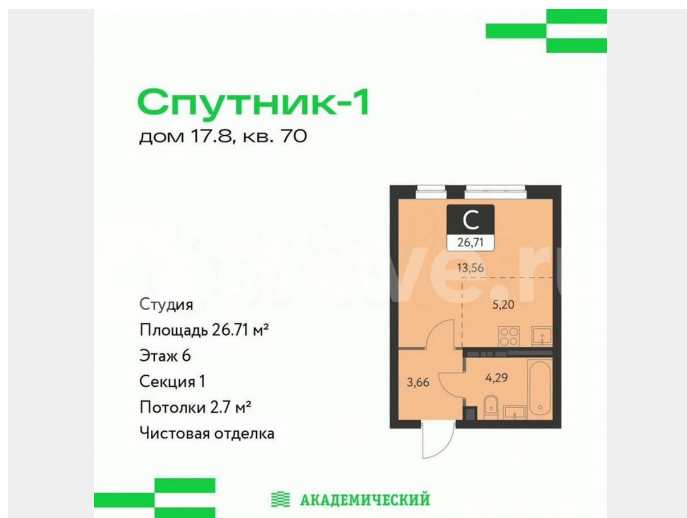 Спутник-1
дом 17.8, кв. 70
С
26,71
13,56
5,20
3,66
4,29
Студия
Площадь 26.71 м²
Этаж 6
Секция 1
Потолки 2.7 м²
Чистовая отделка
АКАДЕМИЧЕСКИЙ